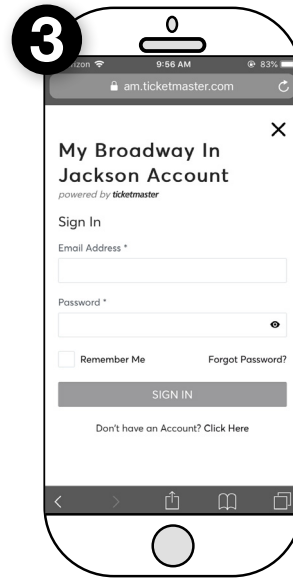 3
9:56 AM
83%
am.ticketmaster.com
My Broadway In
Jackson Account
powered by ticketmaster
Sign In
Email Address *
Password *
Remember Me
Forgot Password?
SIGN IN
Don't have an Account? Click Here